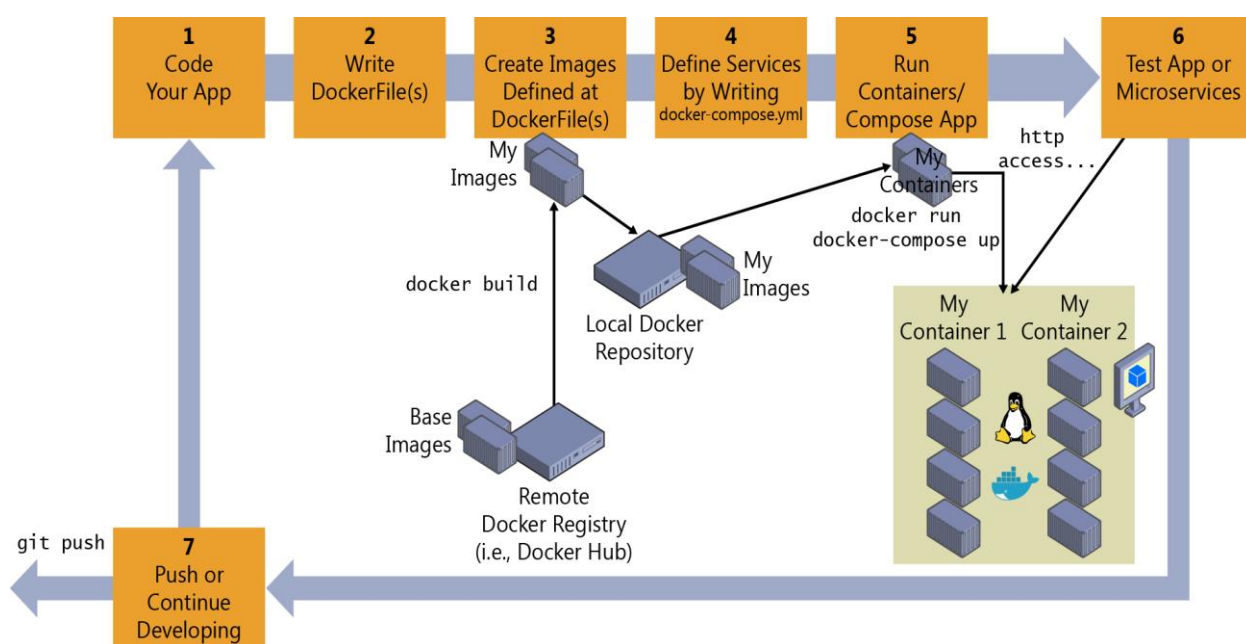 1
Code
Your App
2
Write
DockerFile(s)
3
Create Images
Defined at
DockerFile(s)
4
Define Services
by Writing
docker-compose.yml
5
Run
Containers/
Compose App
6
Test App or
Microservices
My
Images
My
Containers
http
access...
docker run
docker-compose up
docker build
My
Images
Local Docker
Repository
My
Container 1
My
Container 2
Base
Images
Remote
Docker Registry
(i.e., Docker Hub)
git push
7
Push or
Continue
Developing